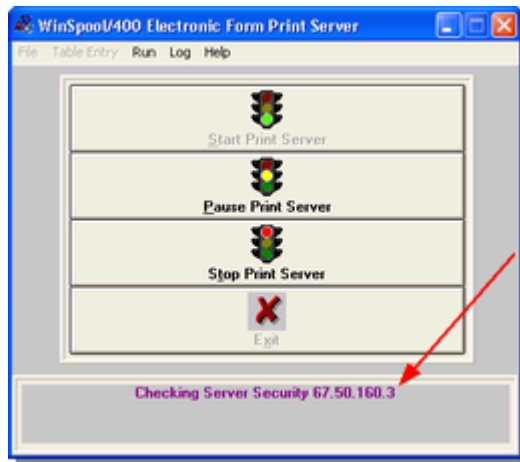 WinSpool/400 Electronic Form Print Server
File Table Entry Run Log Help
Start Print Server
Pause Print Server
Stop Print Server
Exit
Checking Server Security 67.50.160.3